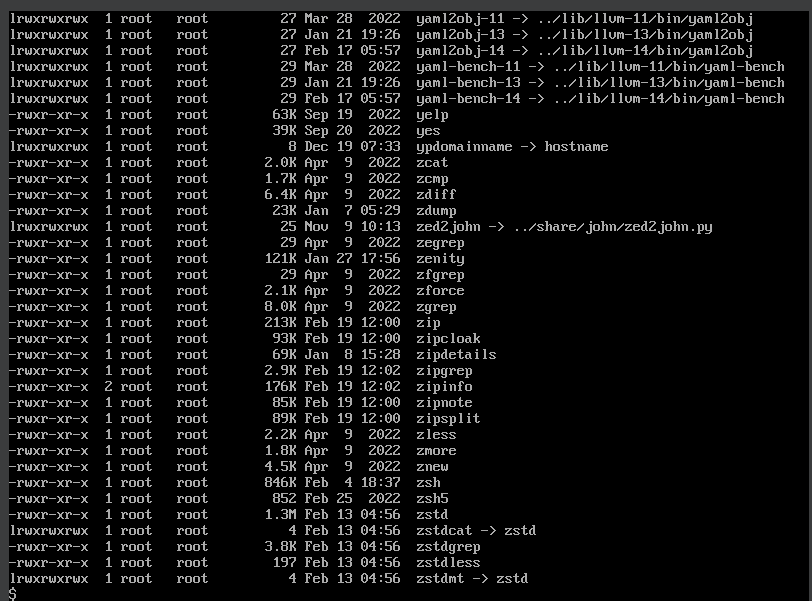 lrwxrwxrwx  1 root   root         27 Mar 28  2022  yaml2obj-11 -> ../lib/llvm-11/bin/yaml2obj
lrwxrwxrwx  1 root   root         27 Jan 21 19:26  yaml2obj-13 -> ../lib/llvm-13/bin/yaml2obj
lrwxrwxrwx  1 root   root         27 Feb 17 05:57  yaml2obj-14 -> ../lib/llvm-14/bin/yaml2obj
lrwxrwxrwx  1 root   root         29 Mar 28  2022  yaml-bench-11 -> ../lib/llvm-11/bin/yaml-bench
lrwxrwxrwx  1 root   root         29 Jan 21 19:26  yaml-bench-13 -> ../lib/llvm-13/bin/yaml-bench
lrwxrwxrwx  1 root   root         29 Feb 17 05:57  yaml-bench-14 -> ../lib/llvm-14/bin/yaml-bench
-rwxr-xr-x  1 root   root        63K Sep 19  2022  yelp
-rwxr-xr-x  1 root   root        39K Sep 20  2022  yes
lrwxrwxrwx  1 root   root          8 Dec 19 07:33  ypdomainname -> hostname
-rwxr-xr-x  1 root   root       2.0K Apr  9  2022  zcat
-rwxr-xr-x  1 root   root       1.7K Apr  9  2022  zcmp
-rwxr-xr-x  1 root   root       6.4K Apr  9  2022  zdiff
-rwxr-xr-x  1 root   root        23K Jan  7 05:29  zdump
lrwxrwxrwx  1 root   root         25 Nov  9 10:13  zed2john -> ../share/john/zed2john.py
-rwxr-xr-x  1 root   root         29 Apr  9  2022  zegrep
-rwxr-xr-x  1 root   root       121K Jan 27 17:56  zenity
-rwxr-xr-x  1 root   root         29 Apr  9  2022  zfgrep
-rwxr-xr-x  1 root   root       2.1K Apr  9  2022  zforce
-rwxr-xr-x  1 root   root       8.0K Apr  9  2022  zgrep
-rwxr-xr-x  1 root   root       213K Feb 19 12:00  zip
-rwxr-xr-x  1 root   root        93K Feb 19 12:00  zipcloak
-rwxr-xr-x  1 root   root        69K Jan  8 15:28  zipdetails
-rwxr-xr-x  1 root   root       2.9K Feb 19 12:02  zipgrep
-rwxr-xr-x  2 root   root       176K Feb 19 12:02  zipinfo
-rwxr-xr-x  1 root   root        85K Feb 19 12:00  zipnote
-rwxr-xr-x  1 root   root        89K Feb 19 12:00  zipsplit
-rwxr-xr-x  1 root   root       2.2K Apr  9  2022  zless
-rwxr-xr-x  1 root   root       1.8K Apr  9  2022  zmore
-rwxr-xr-x  1 root   root       4.5K Apr  9  2022  znew
-rwxr-xr-x  1 root   root       846K Feb  4 18:37  zsh
-rwxr-xr-x  1 root   root        852 Feb 25  2022  zsh5
-rwxr-xr-x  1 root   root       1.3M Feb 13 04:56  zstd
lrwxrwxrwx  1 root   root          4 Feb 13 04:56  zstdcat -> zstd
-rwxr-xr-x  1 root   root       3.8K Feb 13 04:56  zstdgrep
-rwxr-xr-x  1 root   root        197 Feb 13 04:56  zstdless
lrwxrwxrwx  1 root   root          4 Feb 13 04:56  zstdmt -> zstd
$